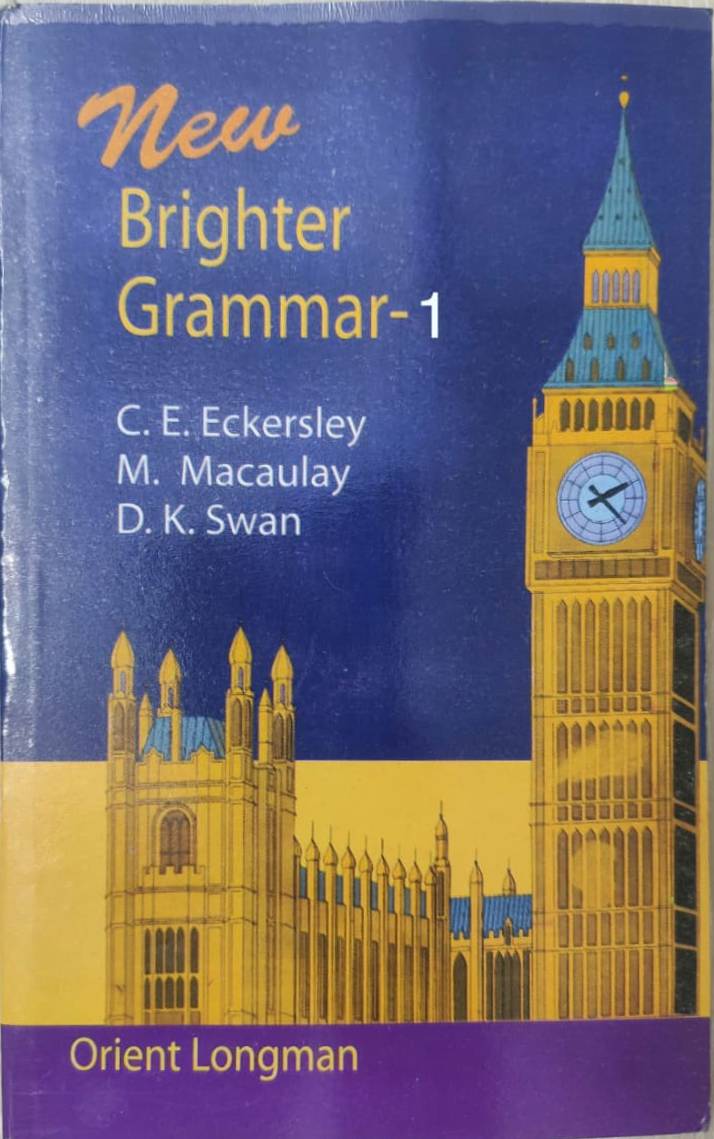 New
Brighter
Grammar-1
C. E. Eckersley
M. Macaulay
D. K. Swan
Orient Longman